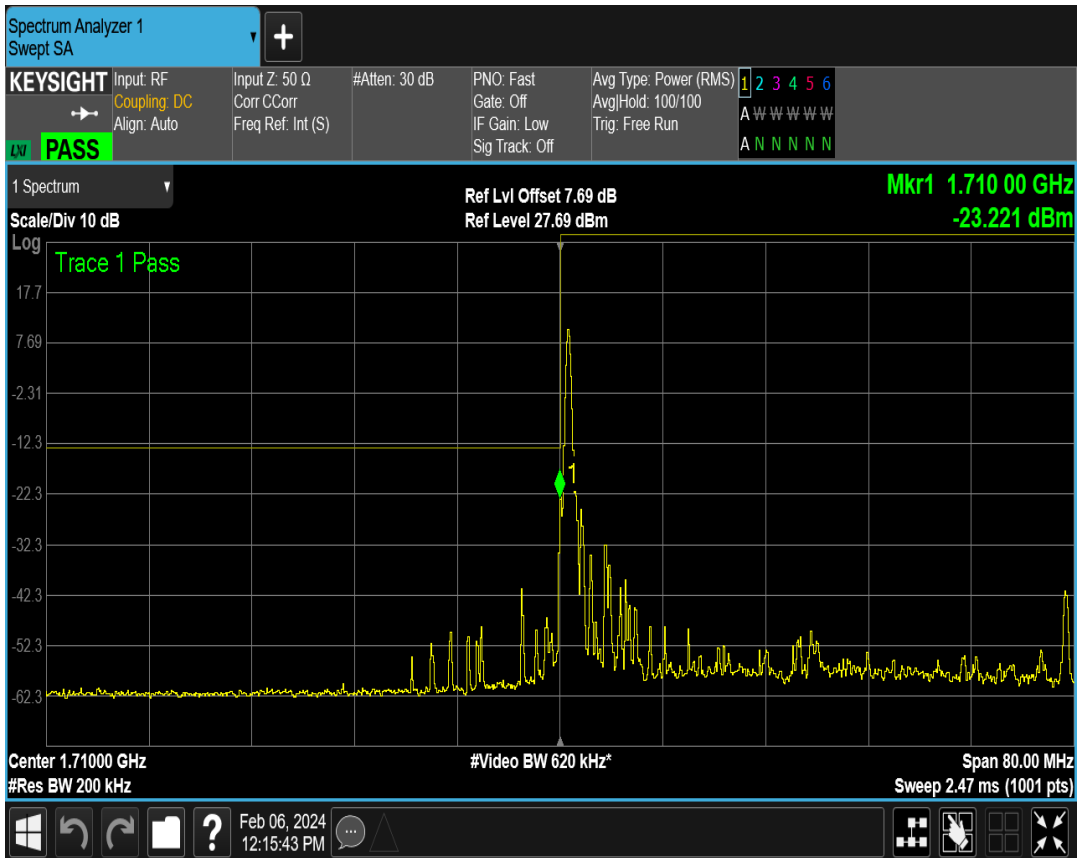 Spectrum Analyzer 1
Swept SA
KEYSIGHT
LXI PASS
Input: RF
Coupling: DC
Align: Auto
Input Z: 50 Ω
Corr CCorr
Freq Ref: Int (S)
#Atten: 30 dB
PNO: Fast
Gate: Off
IF Gain: Low
Sig Track: Off
Avg Type: Power (RMS)
Avg|Hold: 100/100
Trig: Free Run
1 2 3 4 5 6
A W W W W W
A N N N N N
1 Spectrum
Scale/Div 10 dB
Ref Lvl Offset 7.69 dB
Ref Level 27.69 dBm
Mkr1 1.710 00 GHz
-23.221 dBm
Log
Trace 1 Pass
17.7
7.69
-2.31
-12.3
1
-22.3
-32.3
-42.3
-52.3
-62.3
Center 1.71000 GHz
#Video BW 620 kHz*
Span 80.00 MHz
#Res BW 200 kHz
Sweep 2.47 ms (1001 pts)
?
Feb 06, 2024
12:15:43 PM